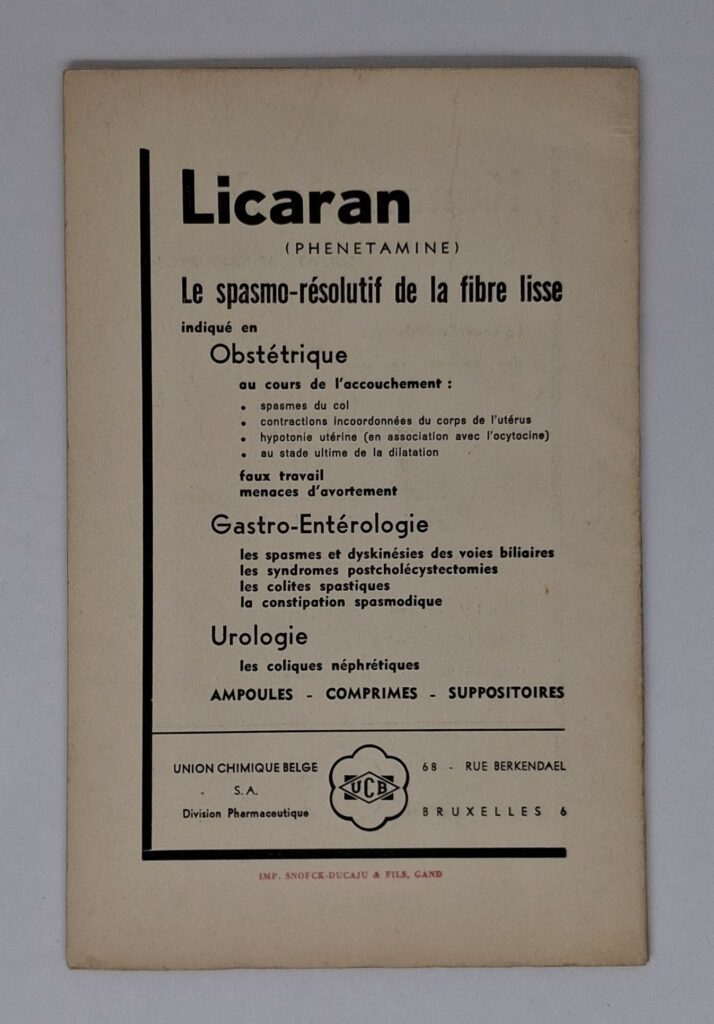 Licaran
(PHENETAMINE)
Le spasmo-résolutif de la fibre lisse
indiqué en
Obstétrique
au cours de l'accouchement :
• spasmes du col
• contractions incoordonnées du corps de l'utérus
• hypotonie utérine (en association avec l'ocytocine)
• au stade ultime de la dilatation
faux travail
menaces d'avortement
Gastro-Entérologie
les spasmes et dyskinésies des voies biliaires
les syndromes postcholécystectomies
les colites spastiques
la constipation spasmodique
Urologie
les coliques néphrétiques
AMPOULES - COMPRIMES - SUPPOSITOIRES
UNION CHIMIQUE BELGE
- S.A.
Division Pharmaceutique
UCB
68 - RUE BERKENDAEL
BRUXELLES 6
IMP. SNOECK-DUCAJU & FILS, GAND